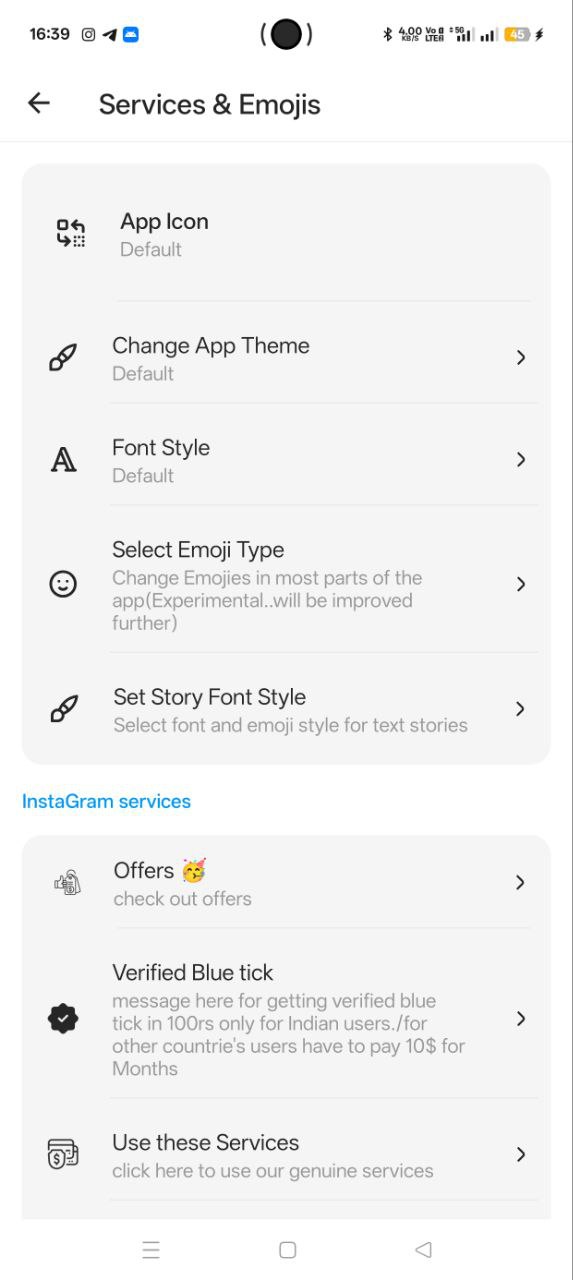 16:39
4.00 KB/S Vo LTE 5G 45
Services & Emojis
App Icon
Default
Change App Theme
Default
Font Style
Default
Select Emoji Type
Change Emojies in most parts of the
app(Experimental..will be improved
further)
Set Story Font Style
Select font and emoji style for text stories
InstaGram services
Offers 🥳
check out offers
Verified Blue tick
message here for getting verified blue
tick in 100rs only for Indian users./for
other countrie's users have to pay 10$ for
Months
Use these Services
click here to use our genuine services